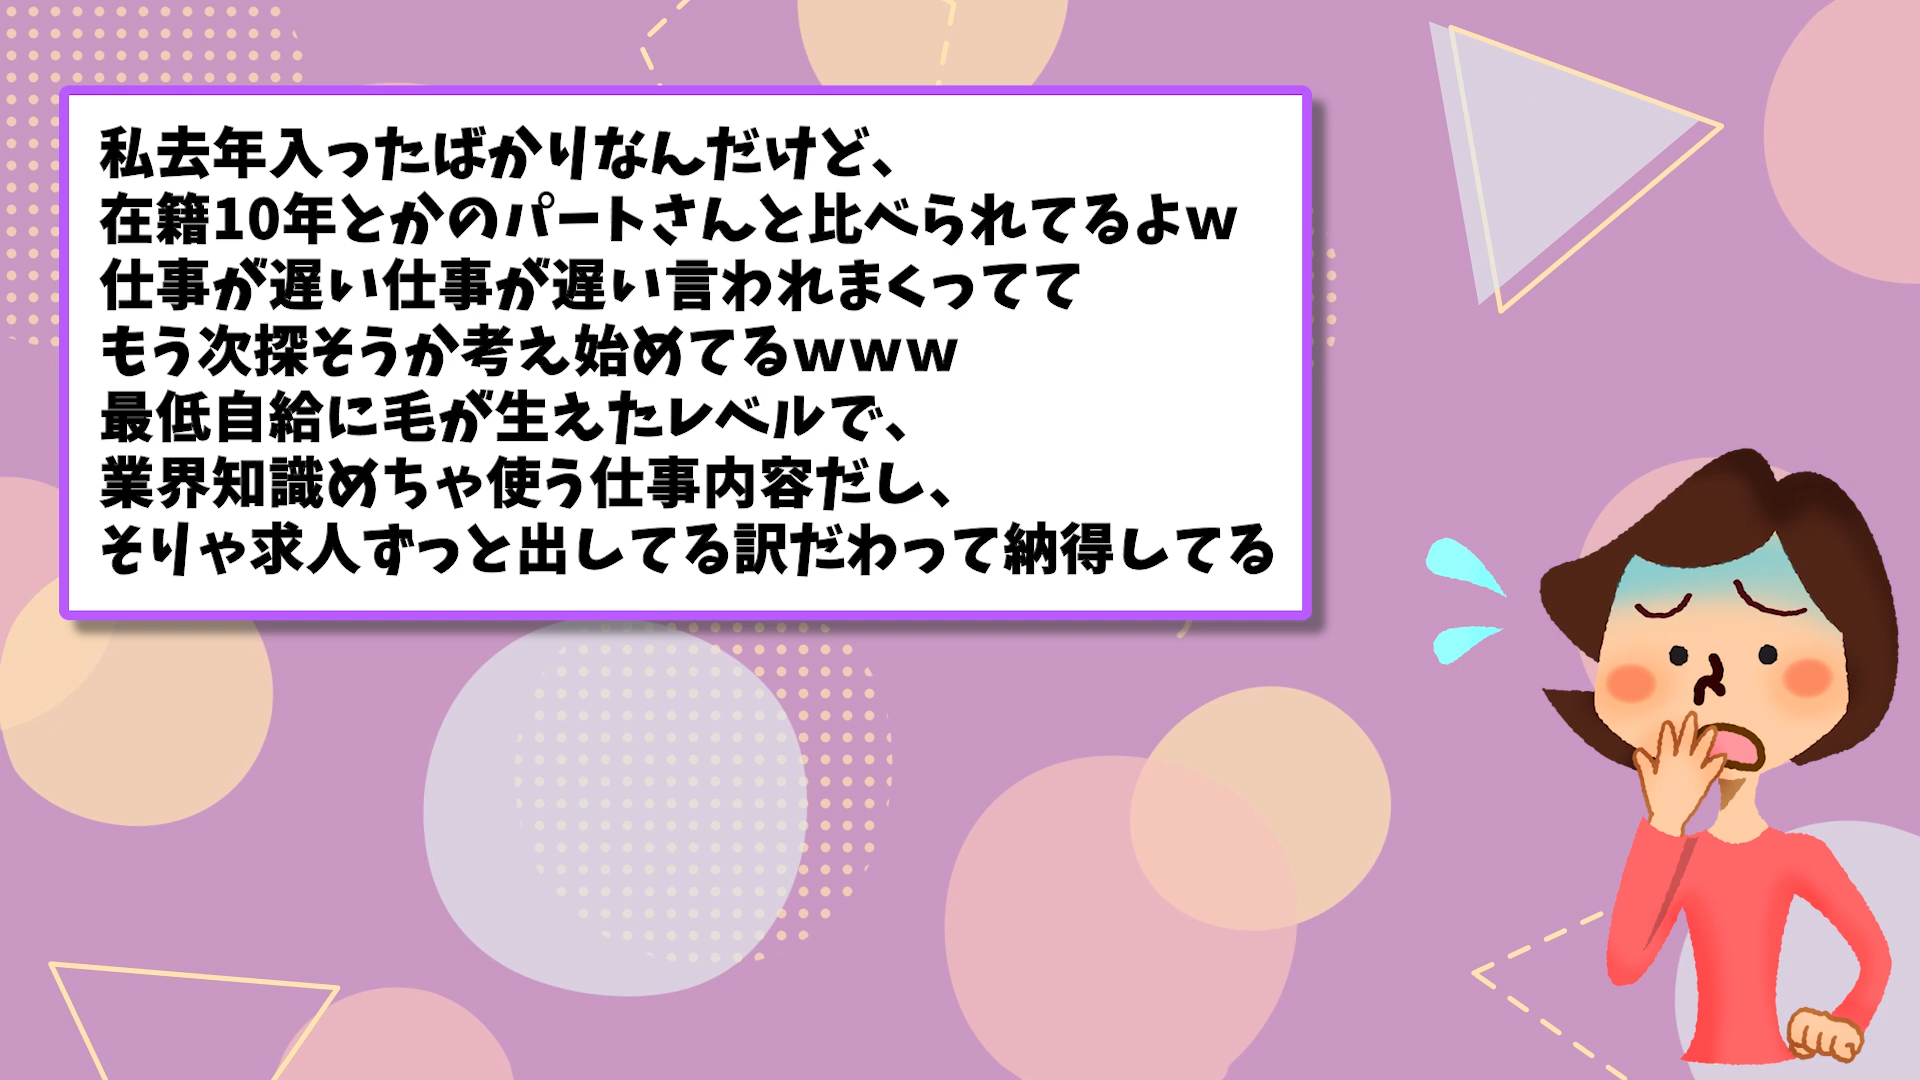 私去年入ったばかりなんだけど、
在籍10年とかのパートさんと比べられてるよｗ
仕事が遅い仕事が遅い言われまくってて
もう次探そうか考え始めてるｗｗｗ
最低自給に毛が生えたレベルで、
業界知識めちゃ使う仕事内容だし、
そりゃ求人ずっと出してる訳だわって納得してる